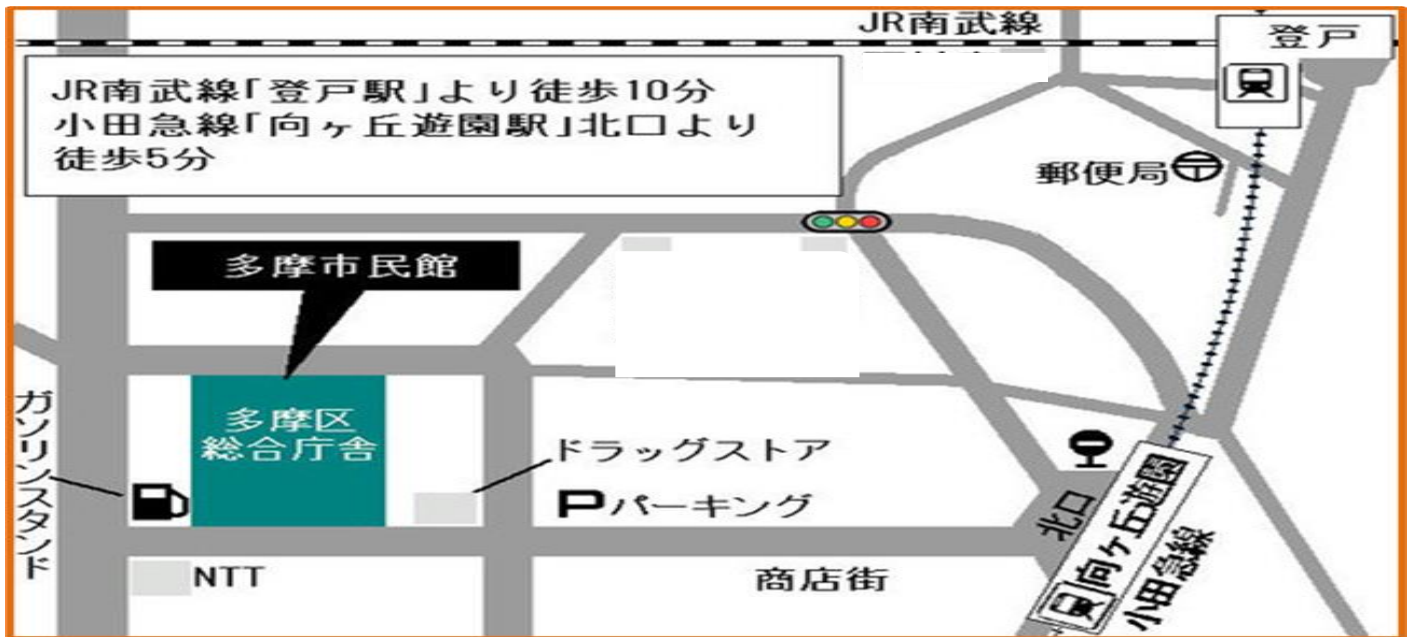 JR南武線
登戸
JR南武線「登戸駅」より徒歩10分
小田急線「向ヶ丘遊園駅」北口より
徒歩5分
郵便局
多摩市民館
多摩区
総合庁舎
ガソリンスタンド
ドラッグストア
Pパーキング
北口
向ヶ丘遊園
小田急線
NTT
商店街